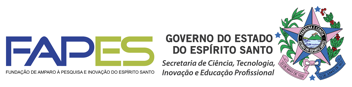 FAPES
FUNDAÇÃO DE AMPARO À PESQUISA E INOVAÇÃO DO ESPÍRITO SANTO
GOVERNO DO ESTADO
DO ESPÍRITO SANTO
Secretaria de Ciência, Tecnologia,
Inovação e Educação Profissional